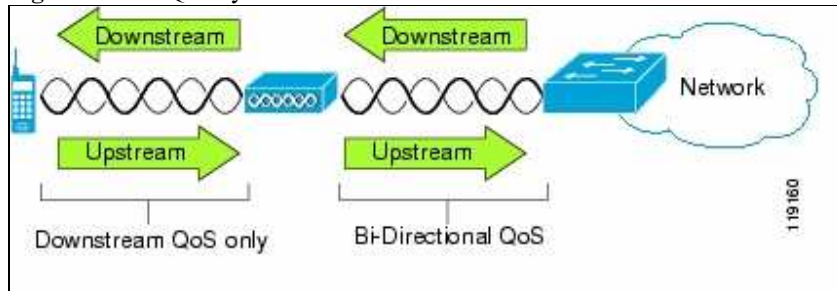 Downstream
Downstream
Network
Upstream
Upstream
119160
Downstream QoS only
Bi-Directional QoS